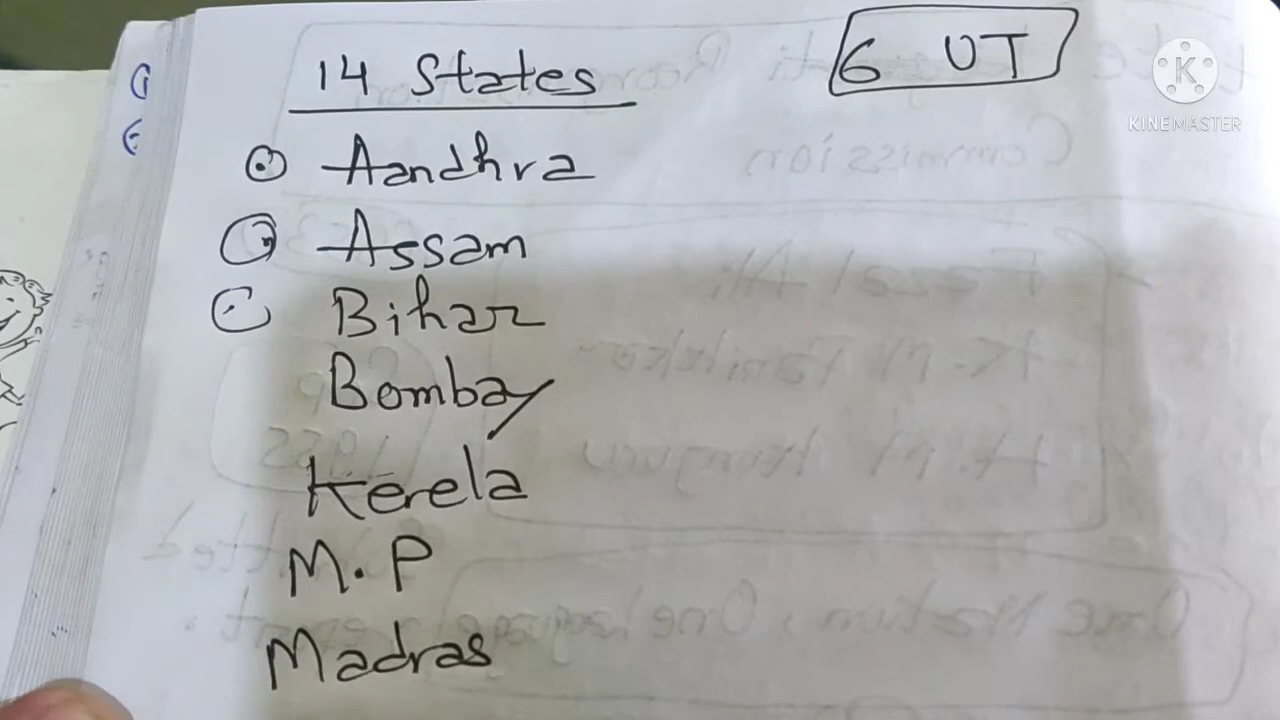 14 States
6 UT
KINEMASTER
Aandhra
Assam
Bihar
Bombay
Kerela
M.P
Madras